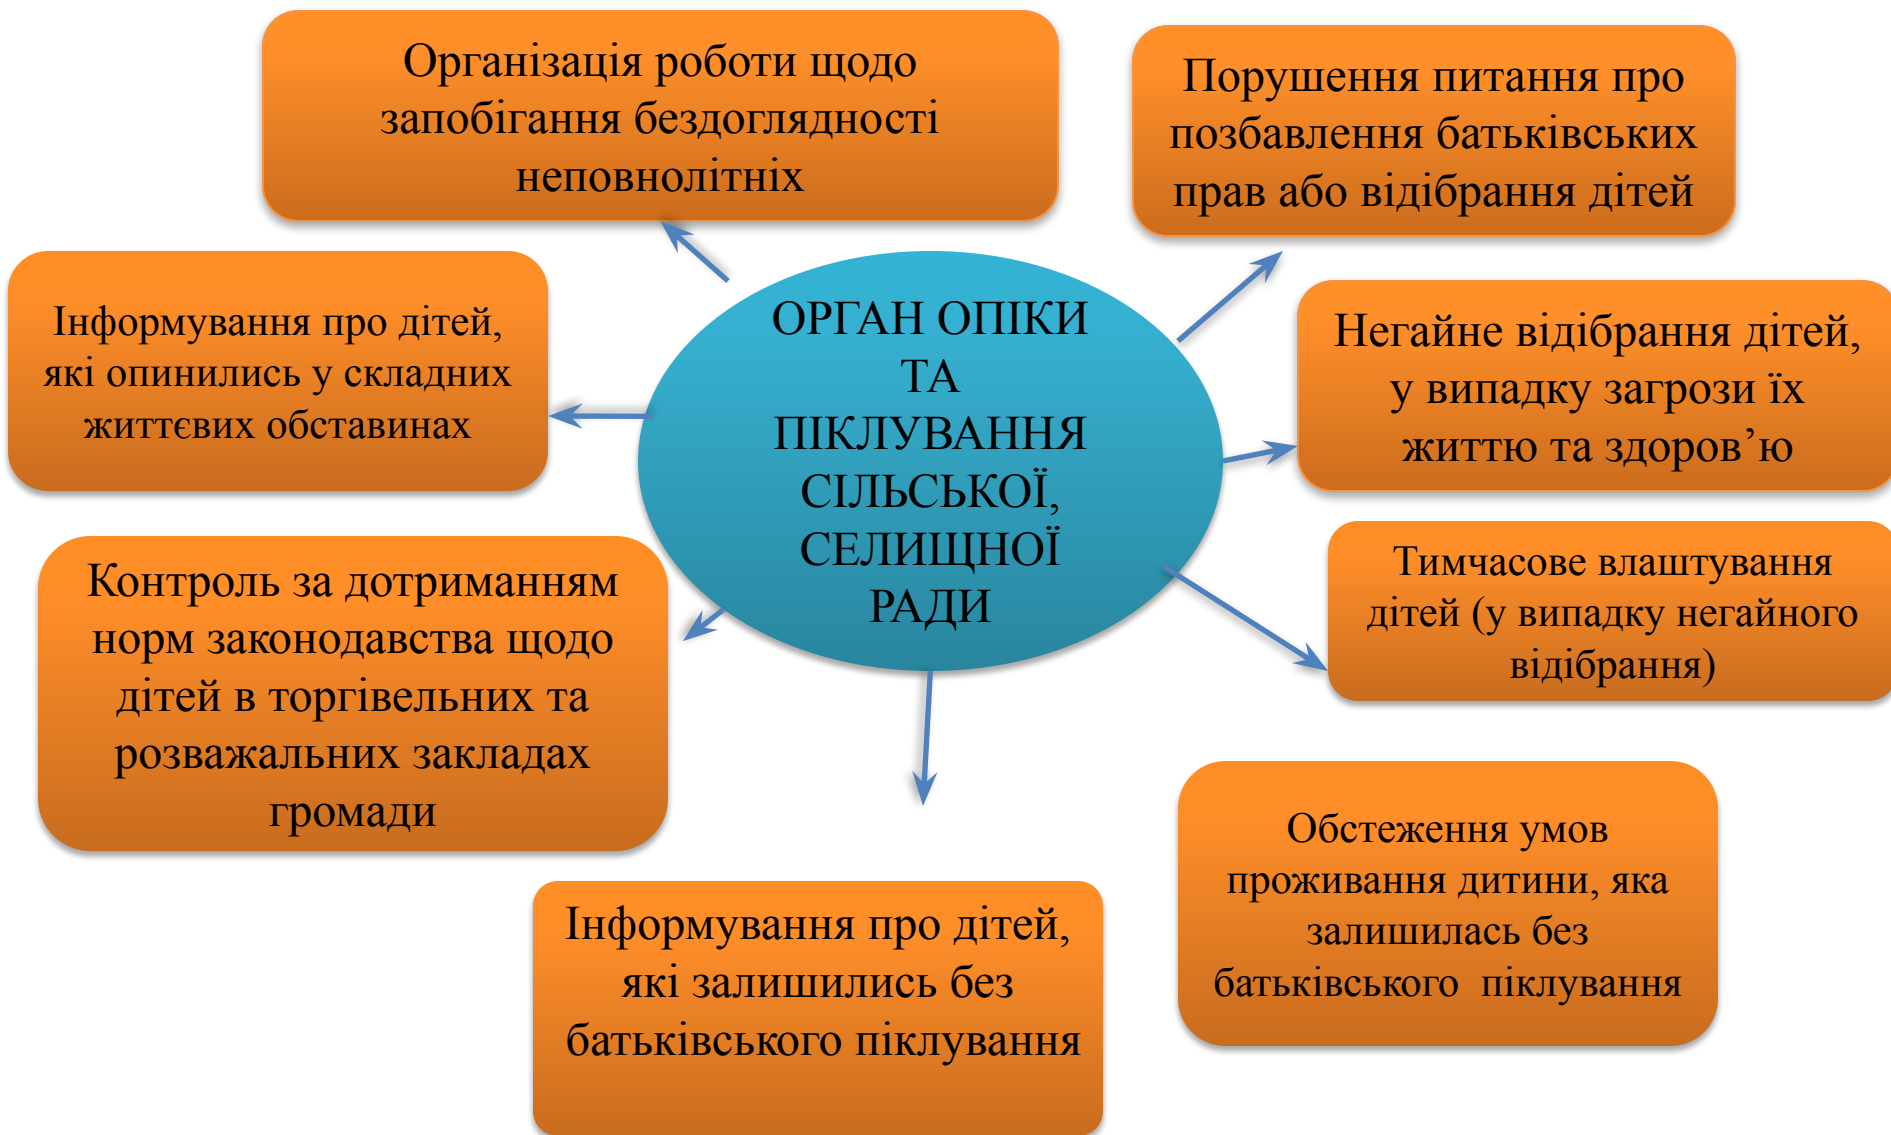 Організація роботи щодо
запобігання бездоглядності
неповнолітніх
Порушення питання про
позбавлення батьківських
прав або відібрання дітей
Інформування про дітей,
які опинились у складних
життєвих обставинах
ОРГАН ОПІКИ
ТА
ПІКЛУВАННЯ
СІЛЬСЬКОЇ,
СЕЛИЩНОЇ
РАДИ
Негайне відібрання дітей,
у випадку загрози їх
життю та здоров’ю
Контроль за дотриманням
норм законодавства щодо
дітей в торгівельних та
розважальних закладах
громади
Тимчасове влаштування
дітей (у випадку негайного
відібрання)
Інформування про дітей,
які залишились без
батьківського піклування
Обстеження умов
проживання дитини, яка
залишилась без
батьківського  піклування